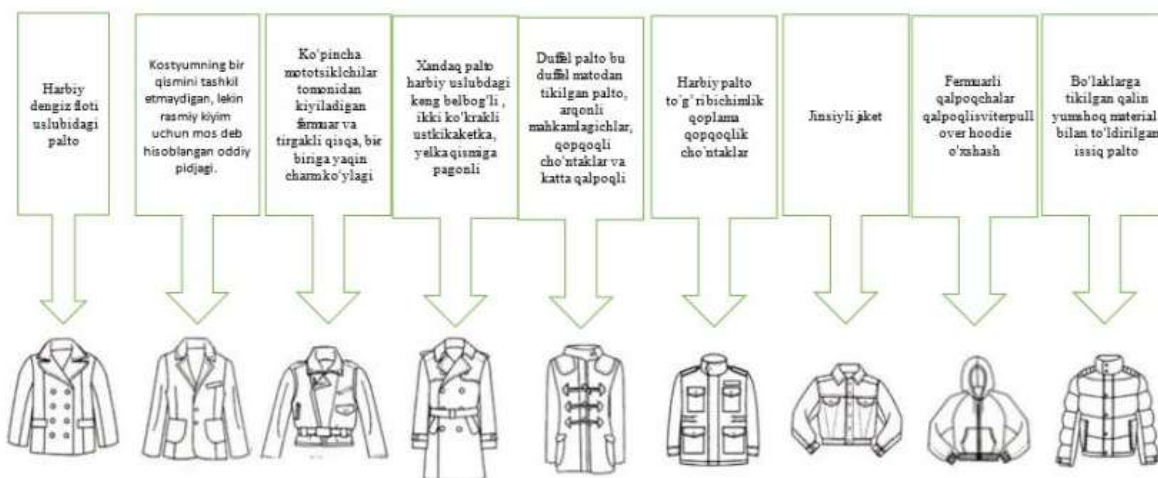 Harbiy
dengiz floti
uslubidagi
palto
Kostyumning bir
qismini tashkil
etmaydigan, lekin
rasmiy kiyim
uchun mos deb
hisoblangan oddiy
pidjagi.
Ko'pincha
mototsiklchilar
tomonidan
kiyiladigan
fermuar va
tirgakli qisqa, bir
biriga yaqin
charmko'ylagi
Xandaq palto
harbiy uslubdagi
keng belbog'li ,
ikki ko'krakli
ustkikaketka,
yelka qismiga
pagonli
Duffel palto bu
duffel matodan
tikilgan palto,
arqonli
mahkamlagichlar,
qopqoqli
cho'ntaklar va
katta qalpoqli
Harbiy palto
to'g' ribichimlik
qoplama
qopqoqlik
cho'ntaklar
Jinsiyli jaket
Fermuarli
qalpoqchalar
qalpoqlisviterpull
over hoodie
o'xshash
Bo'laklarga
tikilgan qalin
yumshoq material
bilan to'ldirilgan
issiq palto